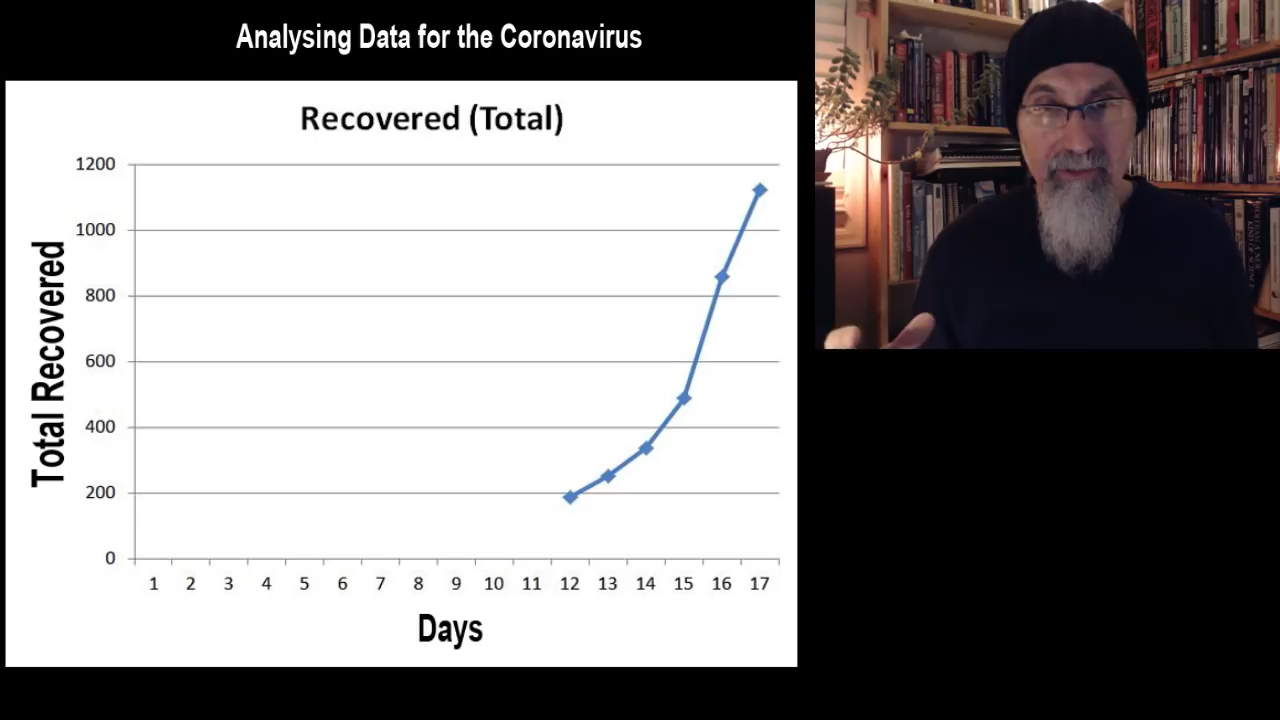 Analysing Data for the Coronavirus
Recovered (Total)
1200
1000
800
600
400
200
0
Total Recovered
1 2 3 4 5 6 7 8 9 10 11 12 13 14 15 16 17
Days